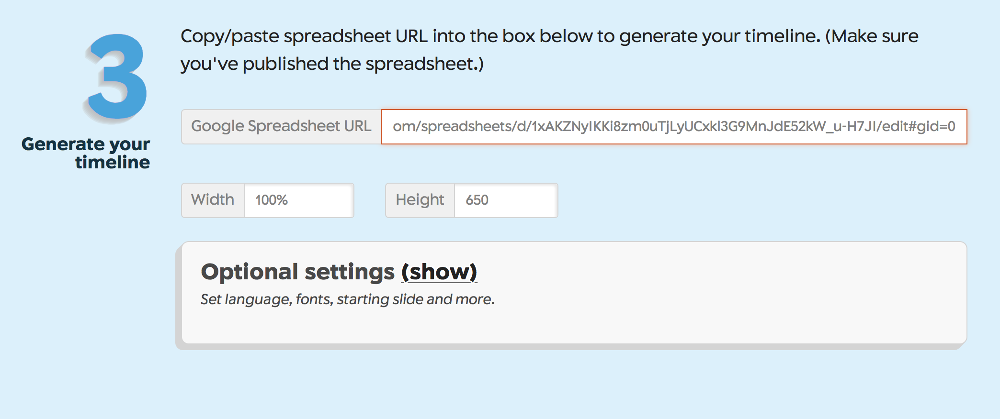 3
Generate your
timeline
Copy/paste spreadsheet URL into the box below to generate your timeline. (Make sure
you've published the spreadsheet.)
Google Spreadsheet URL om/spreadsheets/d/1xAKZNyIKKi8zm0uTjLyUCxkl3G9MnJdE52kW_u-H7JI/edit#gid=0
Width 100% Height 650
Optional settings (show)
Set language, fonts, starting slide and more.